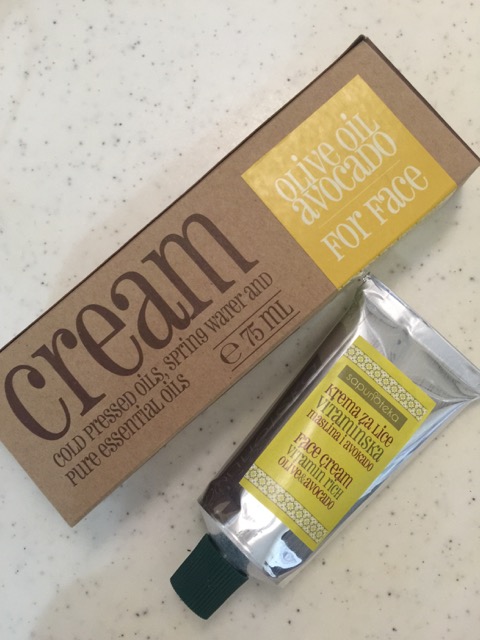 olive oil
avocado
For Face
cream
COLD Pressed OILS, SPring waTer and
Pure essenTial OILS
e 75 mL
sapunoteka
Krema za lice
viTamInska
maslIna I avokado
Face cream
viTamIn rIcH
olIve&avocado